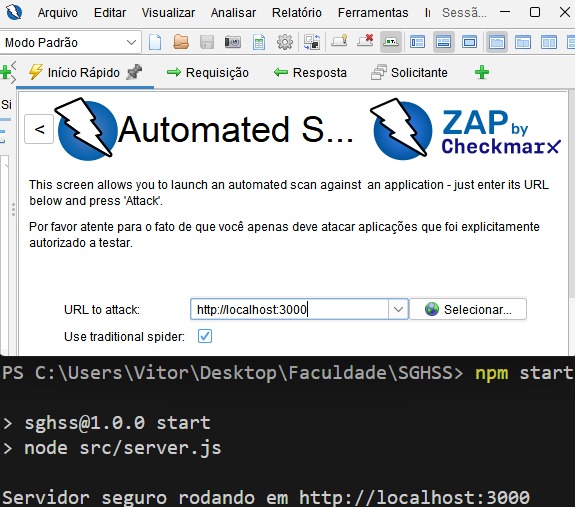 Arquivo Editar Visualizar Analisar Relatório Ferramentas Sessã...
Modo Padrão
Início Rápido Requisição Resposta Solicitante
Si
< Automated S... ZAP by Checkmarx
This screen allows you to launch an automated scan against an application - just enter its URL
below and press 'Attack'.
Por favor atente para o fato de que você apenas deve atacar aplicações que foi explicitamente
autorizado a testar.
URL to attack: http://localhost:3000 Selecionar...
Use traditional spider:
PS C:\Users\Vitor\Desktop\Faculdade\SGHSS> npm start
> sghss@1.0.0 start
> node src/server.js
Servidor seguro rodando em http://localhost:3000